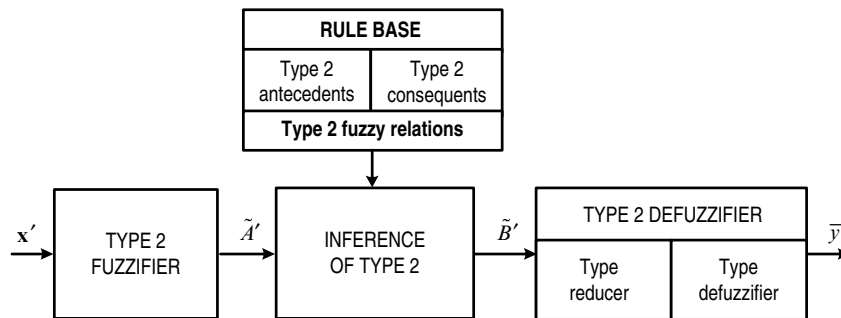 RULE BASE
Type 2 antecedents
Type 2 consequents
Type 2 fuzzy relations
x′
TYPE 2 FUZZIFIER
Ã′
INFERENCE OF TYPE 2
B̃′
TYPE 2 DEFUZZIFIER
Type reducer
Type defuzzifier
y̅